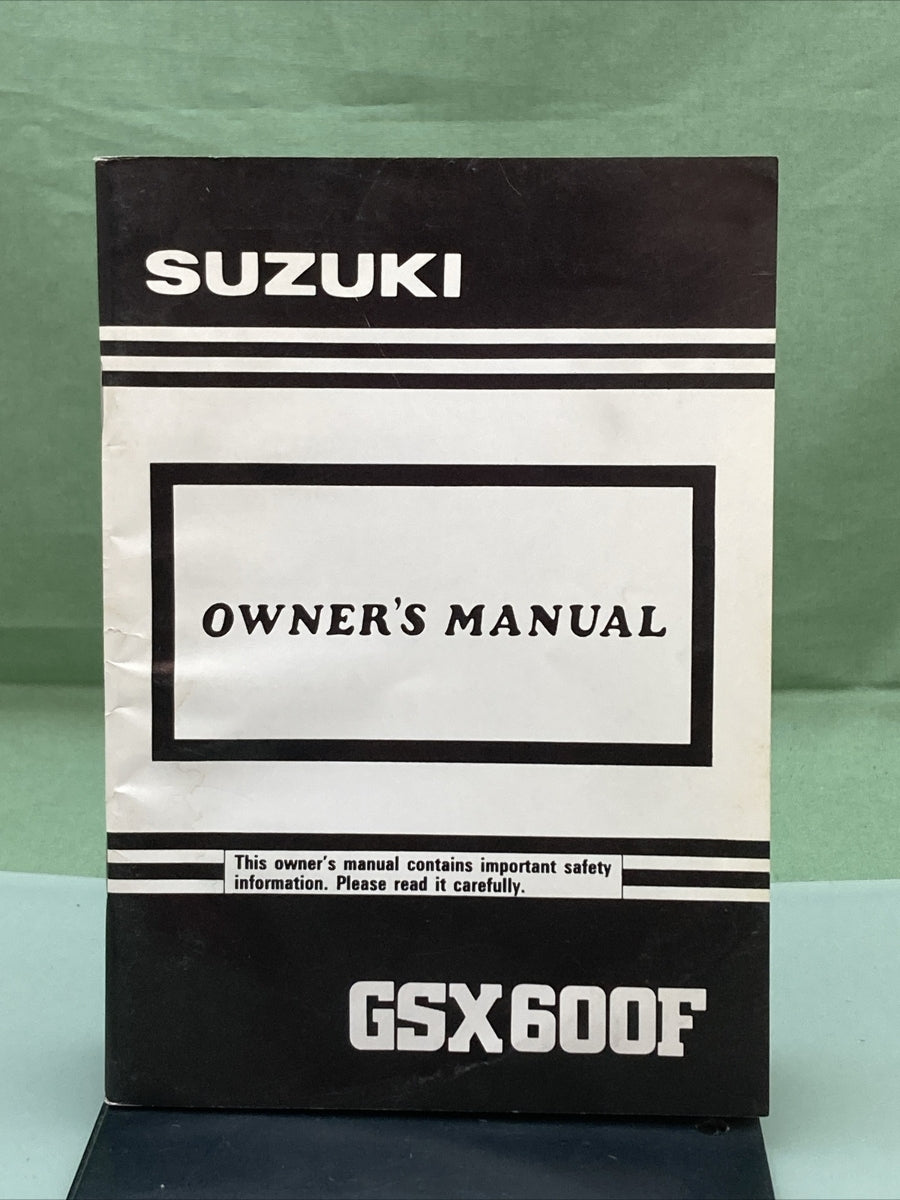 SUZUKI
OWNER'S MANUAL
This owner's manual contains important safety
information. Please read it carefully.
GSX600F